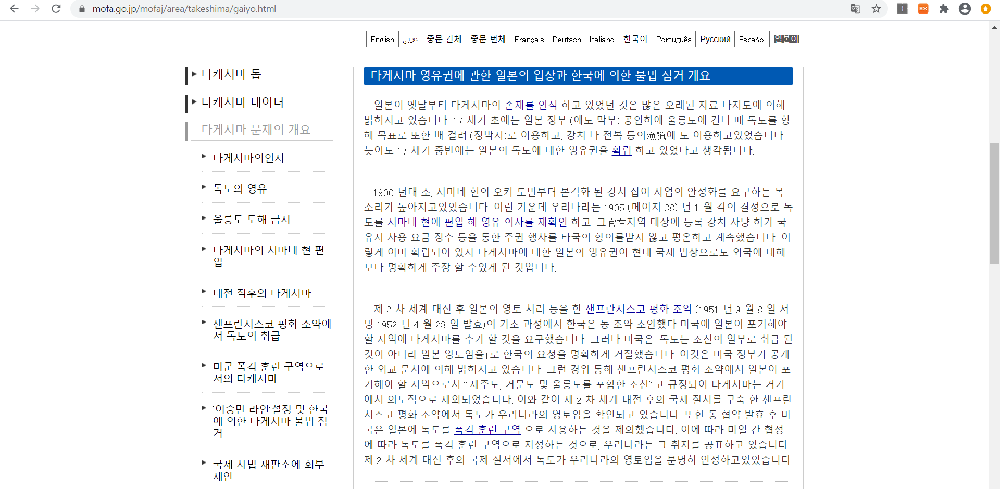 mofa.go.jp/mofaj/area/takeshima/gaiyo.html
EX
English عربي 중문 간체 중문 번체 Français Deutsch Italiano 한국어 Português Русский Español 일본어
다케시마 톱
다케시마 데이터
다케시마 문제의 개요
다케시마의인지
독도의 영유
울릉도 도해 금지
다케시마의 시마네 현 편
입
대전 직후의 다케시마
샌프란시스코 평화 조약에
서 독도의 취급
미군 폭격 훈련 구역으로
서의 다케시마
'이승만 라인'설정 및 한국
에 의한 다케시마 불법 점
거
국제 사법 재판소에 회부
제안
다케시마 영유권에 관한 일본의 입장과 한국에 의한 불법 점거 개요
일본이 옛날부터 다케시마의 존재를 인식 하고 있었던 것은 많은 오래된 자료 나지도에 의해
밝혀지고 있습니다. 17 세기 초에는 일본 정부 (에도 막부) 공인하에 울릉도에 건너 때 독도를 항
해 목표로 또한 배 걸려 (정박지)로 이용하고, 강치 나 전복 등의漁猟에 도 이용하고있었습니다.
늦어도 17 세기 중반에는 일본의 독도에 대한 영유권을 확립 하고 있었다고 생각됩니다.
1900 년대 초, 시마네 현의 오키 도민부터 본격화 된 강치 잡이 사업의 안정화를 요구하는 목
소리가 높아지고있었습니다. 이런 가운데 우리나라는 1905 (메이지 38) 년 1 월 각의 결정으로 독
도를 시마네 현에 편입 해 영유 의사를 재확인 하고, 그官有지역 대장에 등록 강치 사냥 허가 국
유지 사용 요금 징수 등을 통한 주권 행사를 타국의 항의를받지 않고 평온하고 계속했습니다. 이
렇게 이미 확립되어 있지 다케시마에 대한 일본의 영유권이 현대 국제 법상으로도 외국에 대해
보다 명확하게 주장 할 수있게 된 것입니다.
제 2 차 세계 대전 후 일본의 영토 처리 등을 한 샌프란시스코 평화 조약 (1951 년 9 월 8 일 서
명 1952 년 4 월 28 일 발효)의 기초 과정에서 한국은 동 조약 초안했다 미국에 일본이 포기해야
할 지역에 다케시마를 추가 할 것을 요구했습니다. 그러나 미국은 '독도는 조선의 일부로 취급 된
것이 아니라 일본 영토임을」로 한국의 요청을 명확하게 거절했습니다. 이것은 미국 정부가 공개
한 외교 문서에 의해 밝혀지고 있습니다. 그런 경위 통해 샌프란시스코 평화 조약에서 일본이 포
기해야 할 지역으로서 "제주도, 거문도 및 울릉도를 포함한 조선"고 규정되어 다케시마는 거기
에서 의도적으로 제외되었습니다. 이와 같이 제 2 차 세계 대전 후의 국제 질서를 구축 한 샌프란
시스코 평화 조약에서 독도가 우리나라의 영토임을 확인되고 있습니다. 또한 동 협약 발효 후 미
국은 일본에 독도를 폭격 훈련 구역 으로 사용하는 것을 제의했습니다. 이에 따라 미일 간 협정
에 따라 독도를 폭격 훈련 구역으로 지정하는 것으로, 우리나라는 그 취지를 공표하고 있습니다.
제 2 차 세계 대전 후의 국제 질서에서 독도가 우리나라의 영토임을 분명히 인정하고있었습니다.